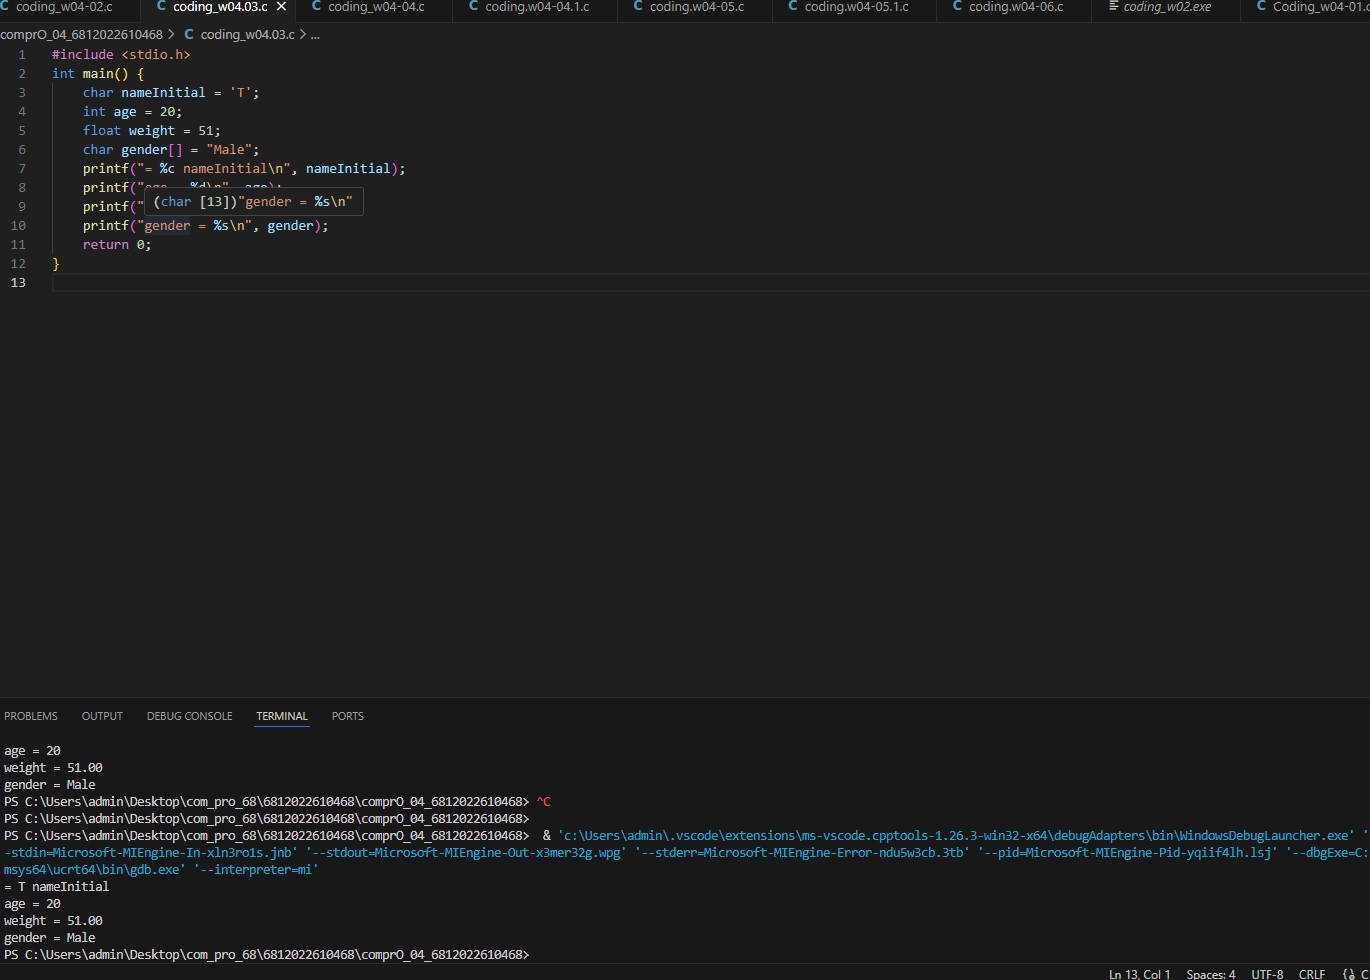 C coding_w04-02.c C coding_w04.03.c × C coding_w04-04.c C coding.w04-04.1.c C coding.w04-05.c C coding.w04-05.1.c C coding.w04-06.c coding_w02.exe C Coding_w04-01.c
comprO_04_6812022610468 > C coding_w04.03.c > ...
1 #include <stdio.h>
2 int main() {
3 char nameInitial = 'T';
4 int age = 20;
5 float weight = 51;
6 char gender[] = "Male";
7 printf("= %c nameInitial\n", nameInitial);
8 printf("age = %d\n", age);
(char [13])"gender = %s\n"
9 printf("
10 printf("gender = %s\n", gender);
11 return 0;
12 }
13
PROBLEMS OUTPUT DEBUG CONSOLE TERMINAL PORTS
age = 20
weight = 51.00
gender = Male
PS C:\Users\admin\Desktop\com_pro_68\6812022610468\comprO_04_6812022610468> ^C
PS C:\Users\admin\Desktop\com_pro_68\6812022610468\comprO_04_6812022610468>
PS C:\Users\admin\Desktop\com_pro_68\6812022610468\comprO_04_6812022610468> & 'c:\Users\admin\.vscode\extensions\ms-vscode.cpptools-1.26.3-win32-x64\debugAdapters\bin\WindowsDebugLauncher.exe' '
-stdin=Microsoft-MIEngine-In-xln3ro1s.jnb' '--stdout=Microsoft-MIEngine-Out-x3mer32g.wpg' '--stderr=Microsoft-MIEngine-Error-ndu5w3cb.3tb' '--pid=Microsoft-MIEngine-Pid-yqiif4lh.lsj' '--dbgExe=C:
msys64\ucrt64\bin\gdb.exe' '--interpreter=mi'
= T nameInitial
age = 20
weight = 51.00
gender = Male
PS C:\Users\admin\Desktop\com_pro_68\6812022610468\comprO_04_6812022610468>
Ln 13, Col 1 Spaces: 4 UTF-8 CRLF {} C